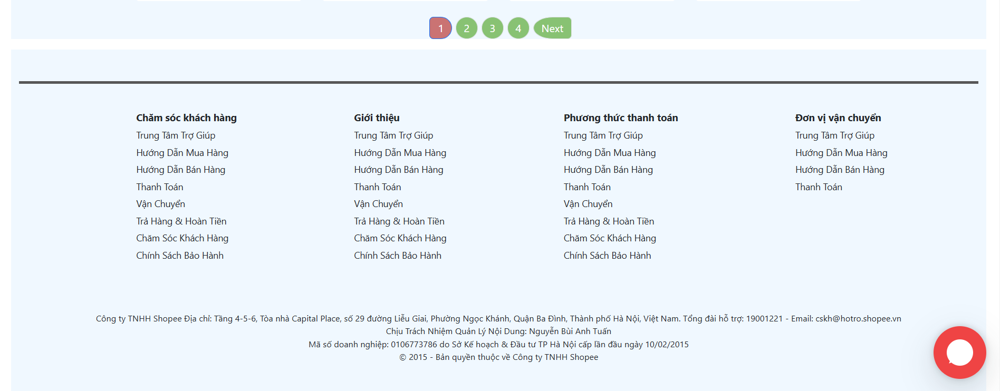 1 2 3 4 Next
Chăm sóc khách hàng
Trung Tâm Trợ Giúp
Hướng Dẫn Mua Hàng
Hướng Dẫn Bán Hàng
Thanh Toán
Vận Chuyển
Trả Hàng & Hoàn Tiền
Chăm Sóc Khách Hàng
Chính Sách Bảo Hành
Giới thiệu
Trung Tâm Trợ Giúp
Hướng Dẫn Mua Hàng
Hướng Dẫn Bán Hàng
Thanh Toán
Vận Chuyển
Trả Hàng & Hoàn Tiền
Chăm Sóc Khách Hàng
Chính Sách Bảo Hành
Phương thức thanh toán
Trung Tâm Trợ Giúp
Hướng Dẫn Mua Hàng
Hướng Dẫn Bán Hàng
Thanh Toán
Vận Chuyển
Trả Hàng & Hoàn Tiền
Chăm Sóc Khách Hàng
Chính Sách Bảo Hành
Đơn vị vận chuyển
Trung Tâm Trợ Giúp
Hướng Dẫn Mua Hàng
Hướng Dẫn Bán Hàng
Thanh Toán
Công ty TNHH Shopee Địa chỉ: Tầng 4-5-6, Tòa nhà Capital Place, số 29 đường Liễu Giai, Phường Ngọc Khánh, Quận Ba Đình, Thành phố Hà Nội, Việt Nam. Tổng đài hỗ trợ: 19001221 - Email: cskh@hotro.shopee.vn
Chịu Trách Nhiệm Quản Lý Nội Dung: Nguyễn Bùi Anh Tuấn
Mã số doanh nghiệp: 0106773786 do Sở Kế hoạch & Đầu tư TP Hà Nội cấp lần đầu ngày 10/02/2015
© 2015 - Bản quyền thuộc về Công ty TNHH Shopee